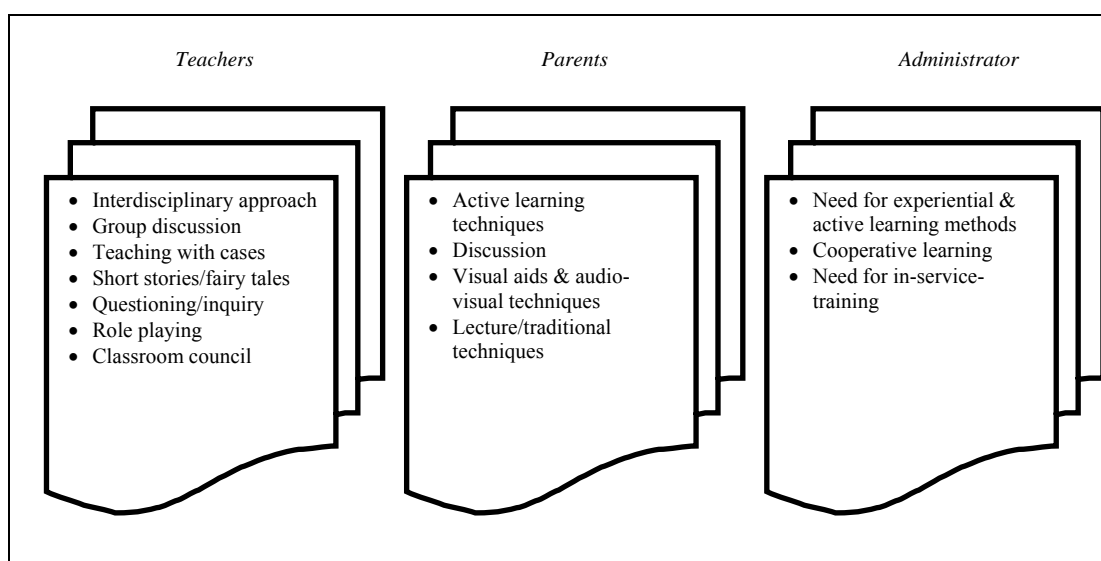 Teachers
Parents
Administrator
• Interdisciplinary approach
• Group discussion
• Teaching with cases
• Short stories/fairy tales
• Questioning/inquiry
• Role playing
• Classroom council
• Active learning
techniques
• Discussion
• Visual aids & audio-
visual techniques
• Lecture/traditional
techniques
• Need for experiential &
active learning methods
• Cooperative learning
• Need for in-service-
training